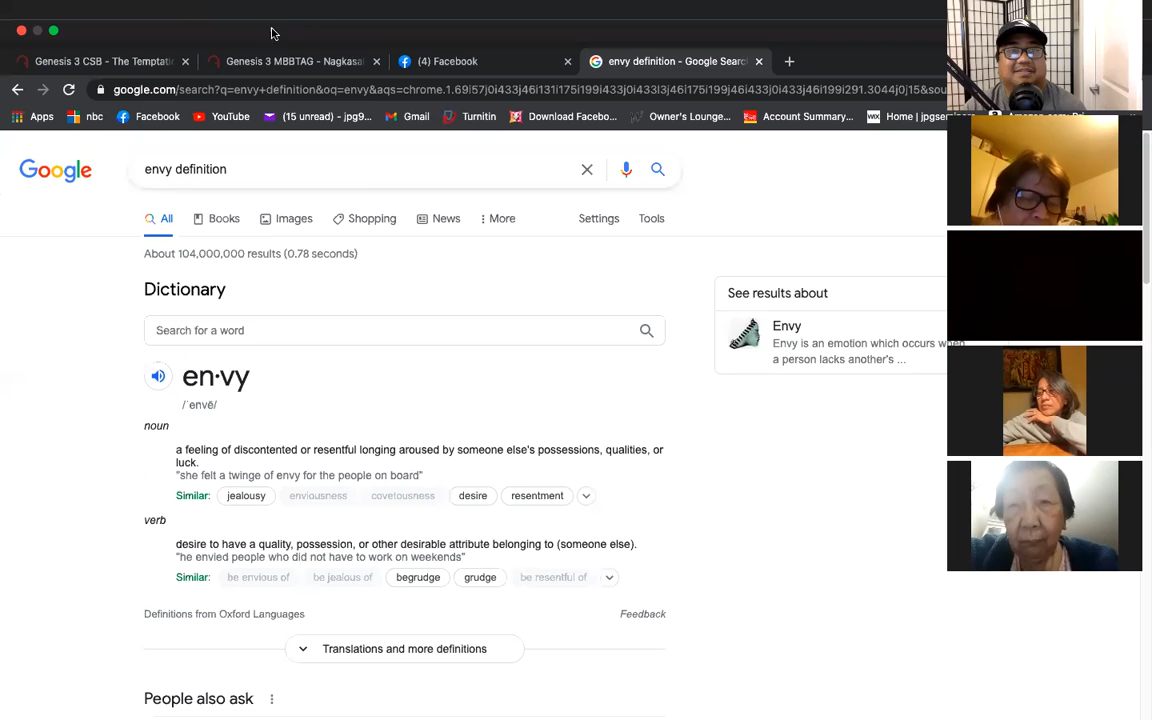 Genesis 3 CSB - The Temptati
Genesis 3 MBBTAG - Nagkasal
(4) Facebook
envy definition - Google Searc
google.com/search?q=envy+definition&oq=envy&aqs=chrome.1.69i57j0i433j46i131i175i199i433j0i433l3j46i175i199j46i175i199i291.3044j0j15&sou
Apps
nbc
Facebook
YouTube
(15 unread) - jpg9...
Gmail
Turnitin
Download Facebo...
Owner's Lounge...
Account Summary...
WIX Home | jpgser
Google
envy definition
All
Books
Images
Shopping
News
More
Settings
Tools
About 104,000,000 results (0.78 seconds)
Dictionary
Search for a word
en·vy
/ˈenvē/
noun
a feeling of discontented or resentful longing aroused by someone else's possessions, qualities, or
luck.
"she felt a twinge of envy for the people on board"
Similar: jealousy enviousness covetousness desire resentment
verb
desire to have a quality, possession, or other desirable attribute belonging to (someone else).
"he envied people who did not have to work on weekends"
Similar: be envious of be jealous of begrudge grudge be resentful of
Definitions from Oxford Languages
Feedback
Translations and more definitions
People also ask
See results about
Envy
Envy is an emotion which occurs when
a person lacks another's ...